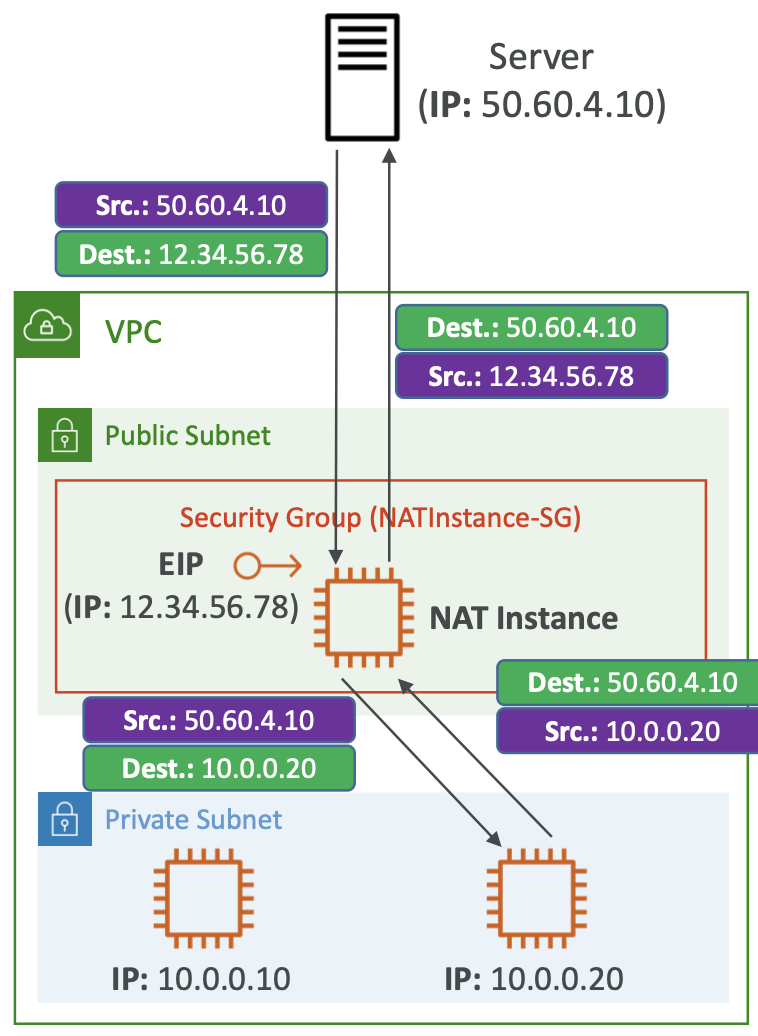 Server
(IP: 50.60.4.10)
Src.: 50.60.4.10
Dest.: 12.34.56.78
VPC
Dest.: 50.60.4.10
Src.: 12.34.56.78
Public Subnet
Security Group (NATInstance-SG)
EIP
(IP: 12.34.56.78)
NAT Instance
Dest.: 50.60.4.10
Src.: 10.0.0.20
Src.: 50.60.4.10
Dest.: 10.0.0.20
Private Subnet
IP: 10.0.0.10
IP: 10.0.0.20